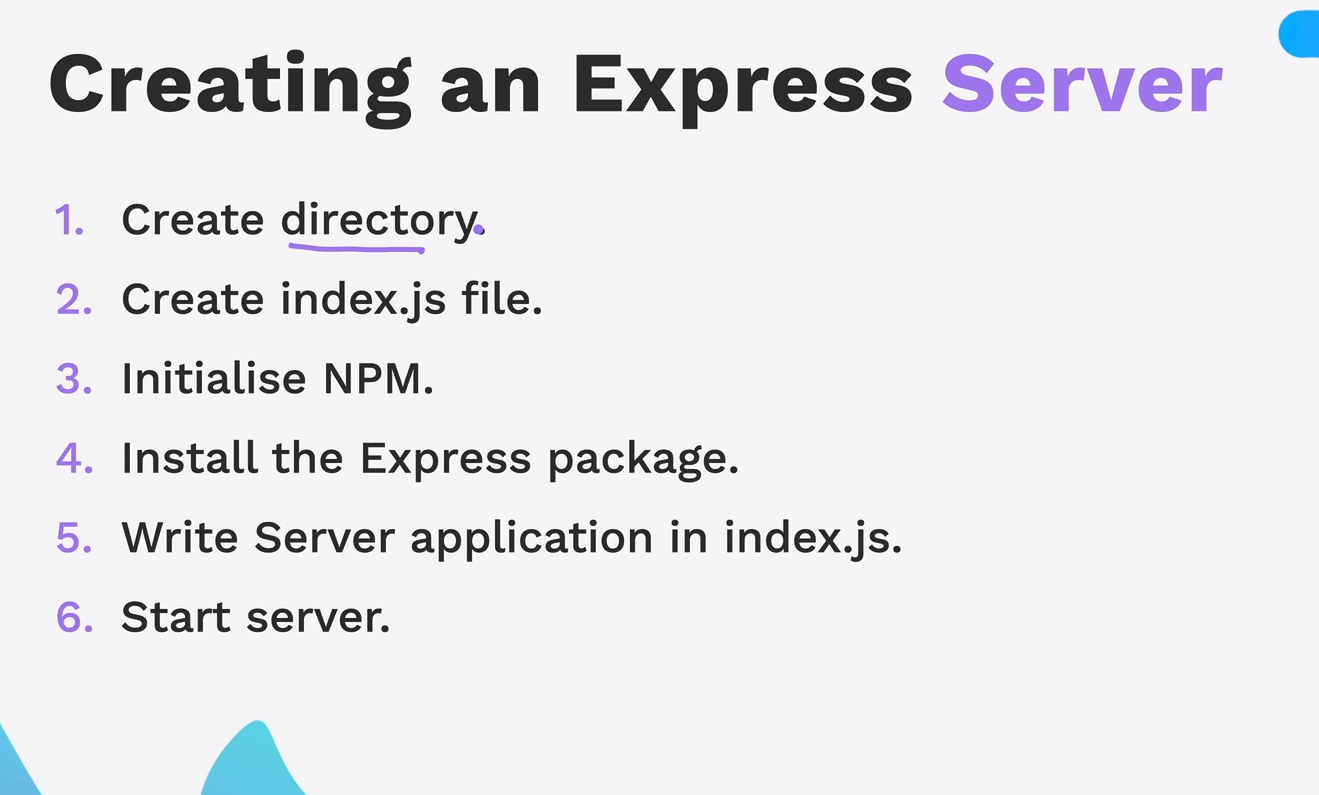 Creating an Express Server
1. Create directory.
2. Create index.js file.
3. Initialise NPM.
4. Install the Express package.
5. Write Server application in index.js.
6. Start server.